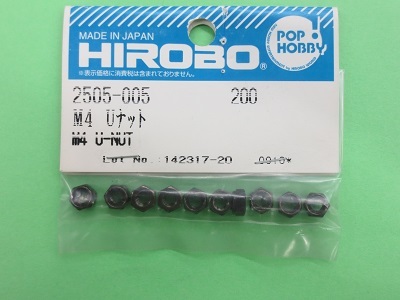 MADE IN JAPAN
HIROBO®
POP
HOBBY
※表示価格に消費税は含まれておりません。
2505-005 200
M4 Uナット
M4 U-NUT
Lot No. 142317-20